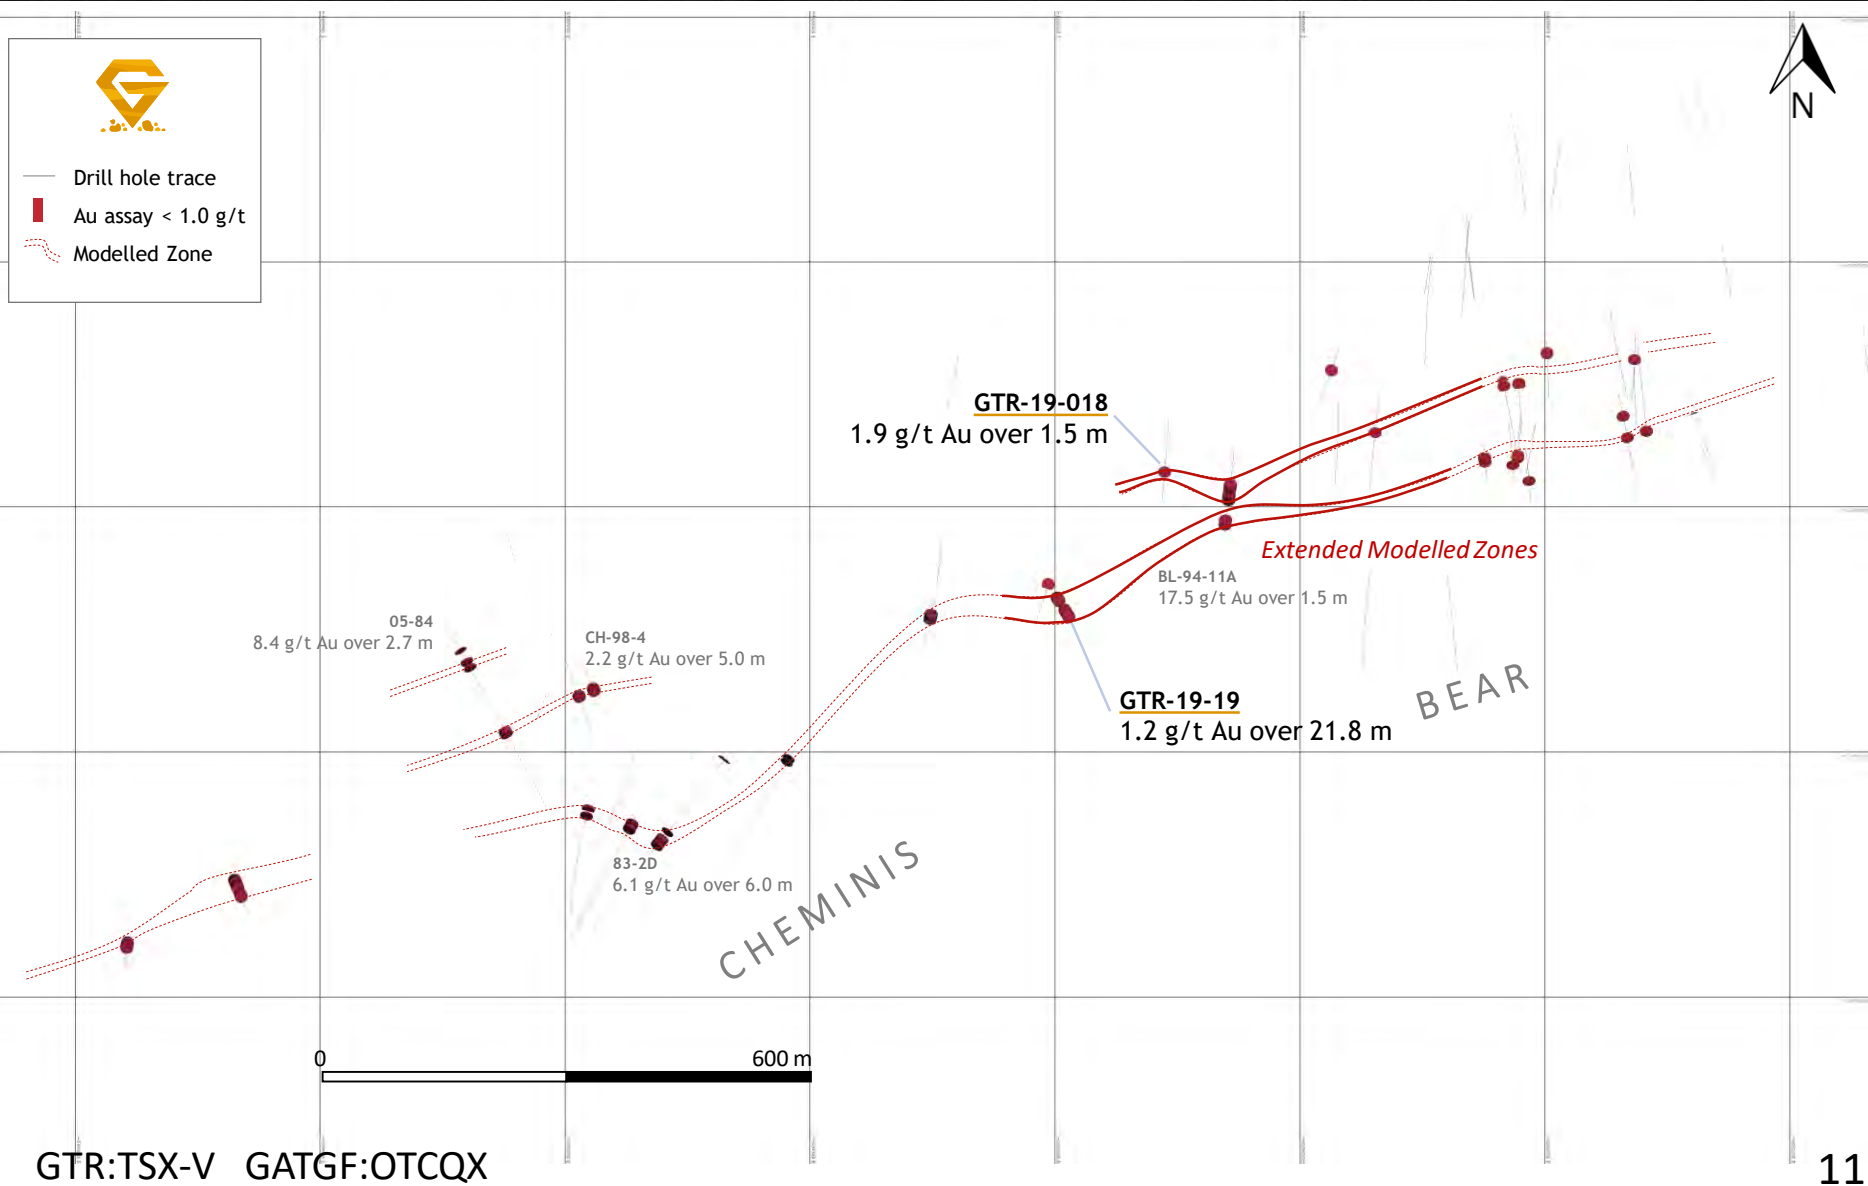 Drill hole trace
Au assay < 1.0 g/t
Modelled Zone
N
GTR-19-018
1.9 g/t Au over 1.5 m
Extended Modelled Zones
BL-94-11A
17.5 g/t Au over 1.5 m
05-84
8.4 g/t Au over 2.7 m
CH-98-4
2.2 g/t Au over 5.0 m
GTR-19-19
1.2 g/t Au over 21.8 m
BEAR
83-2D
6.1 g/t Au over 6.0 m
CHEMINIS
0 600 m
GTR:TSX-V GATGF:OTCQX
11